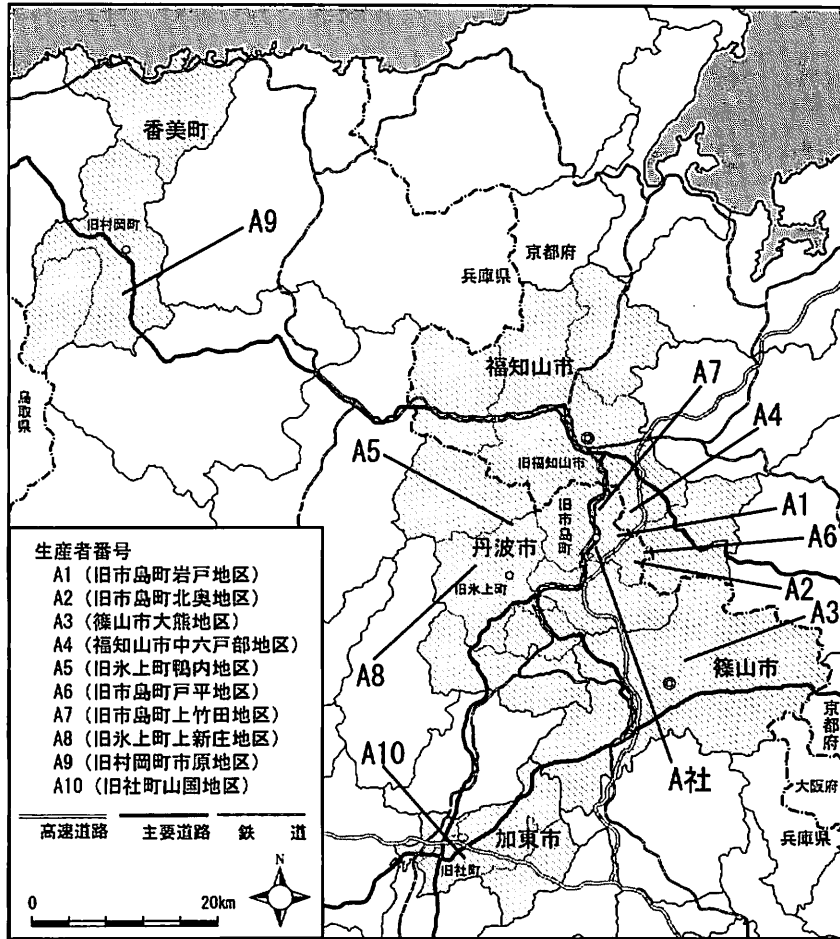 番美町
旧村岡町
A9
兵庫県
京都府
鳥取県
福知山市
A7
A4
A5
旧福知山市
旧市島町
A1
丹波市
A6
旧氷上町
A2
A3
A8
篠山市
京都府
A10
A社
大阪府
兵庫県
加東市
旧社町
生産者番号
A1（旧市島町岩戸地区）
A2（旧市島町北奥地区）
A3（篠山市大熊地区）
A4（福知山市中六戸部地区）
A5（旧氷上町鴨内地区）
A6（旧市島町戸平地区）
A7（旧市島町上竹田地区）
A8（旧氷上町上新庄地区）
A9（旧村岡町市原地区）
A10（旧社町山国地区）
高速道路 主要道路 鉄 道
N
0 20km